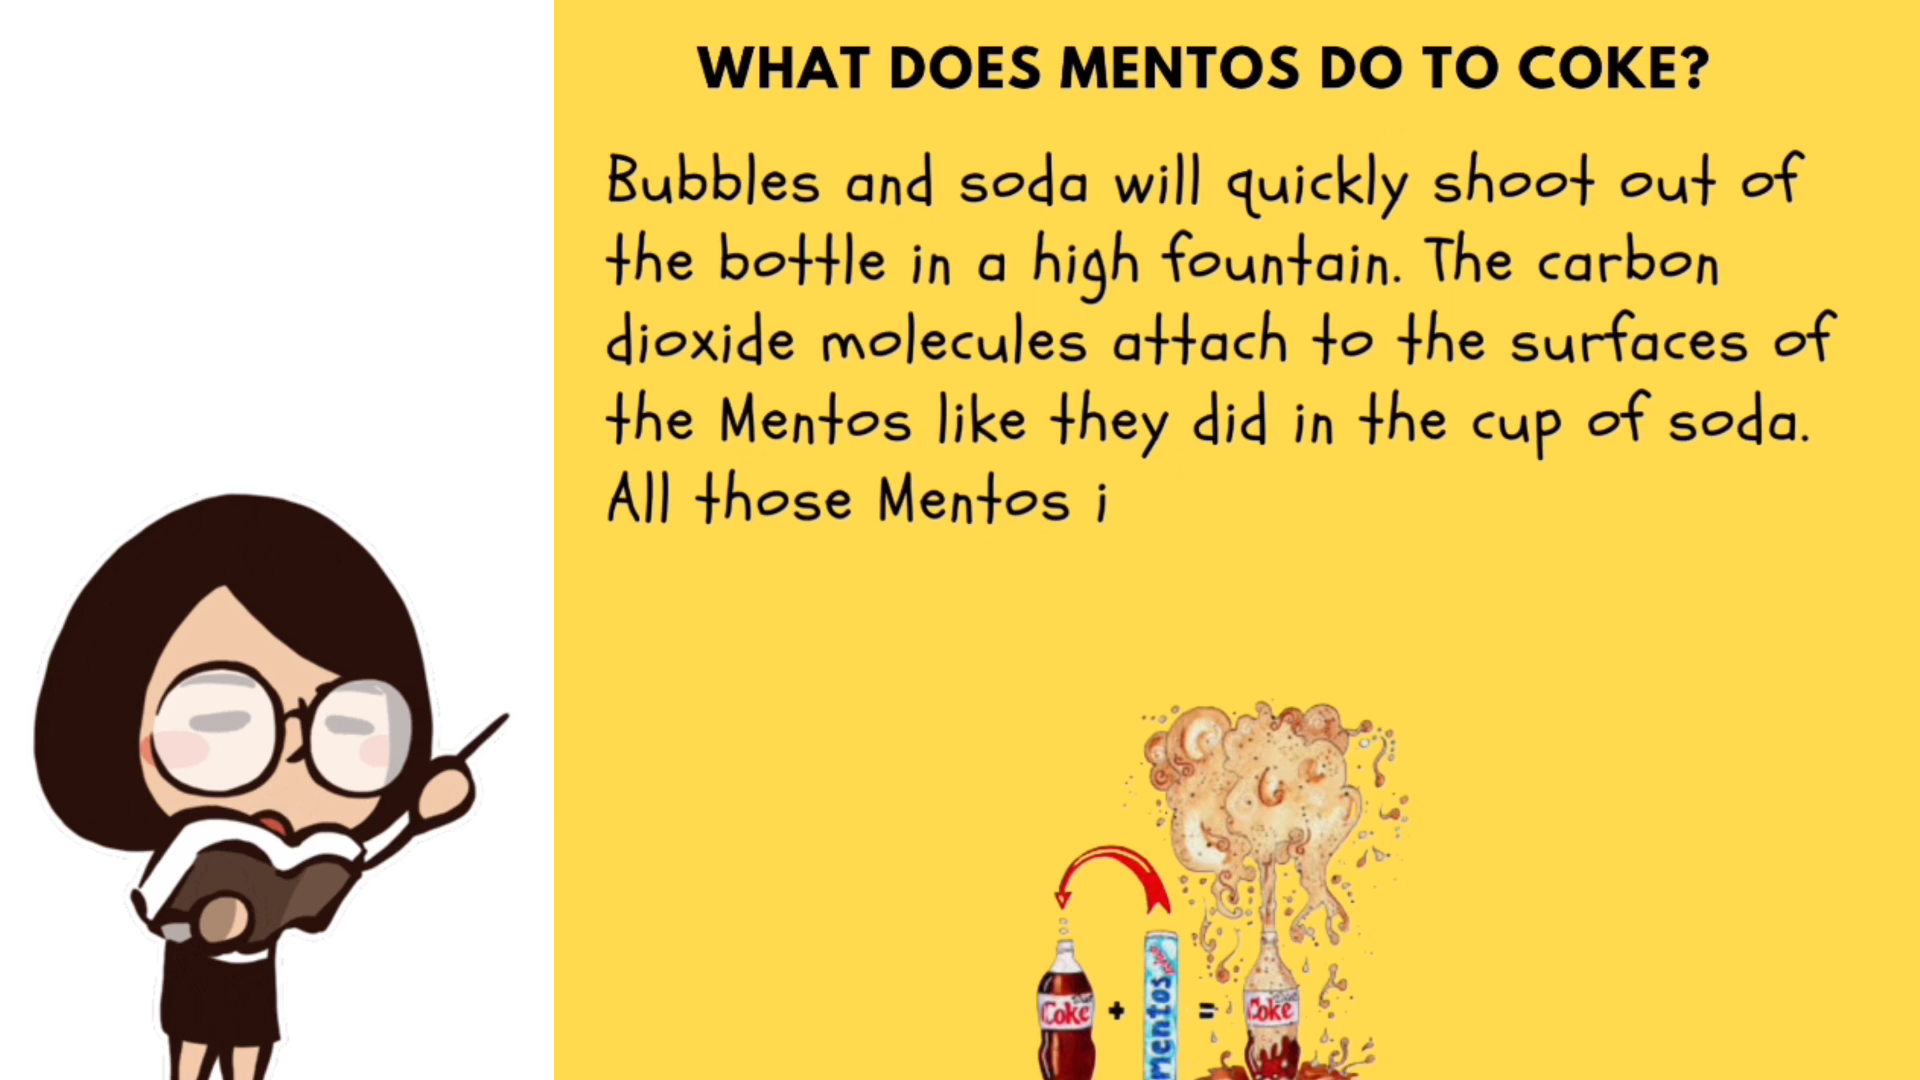 WHAT DOES MENTOS DO TO COKE?
Bubbles and soda will quickly shoot out of
the bottle in a high fountain. The carbon
dioxide molecules attach to the surfaces of
the Mentos like they did in the cup of soda.
All those Mentos i
Coke
+
mentos
=
Coke